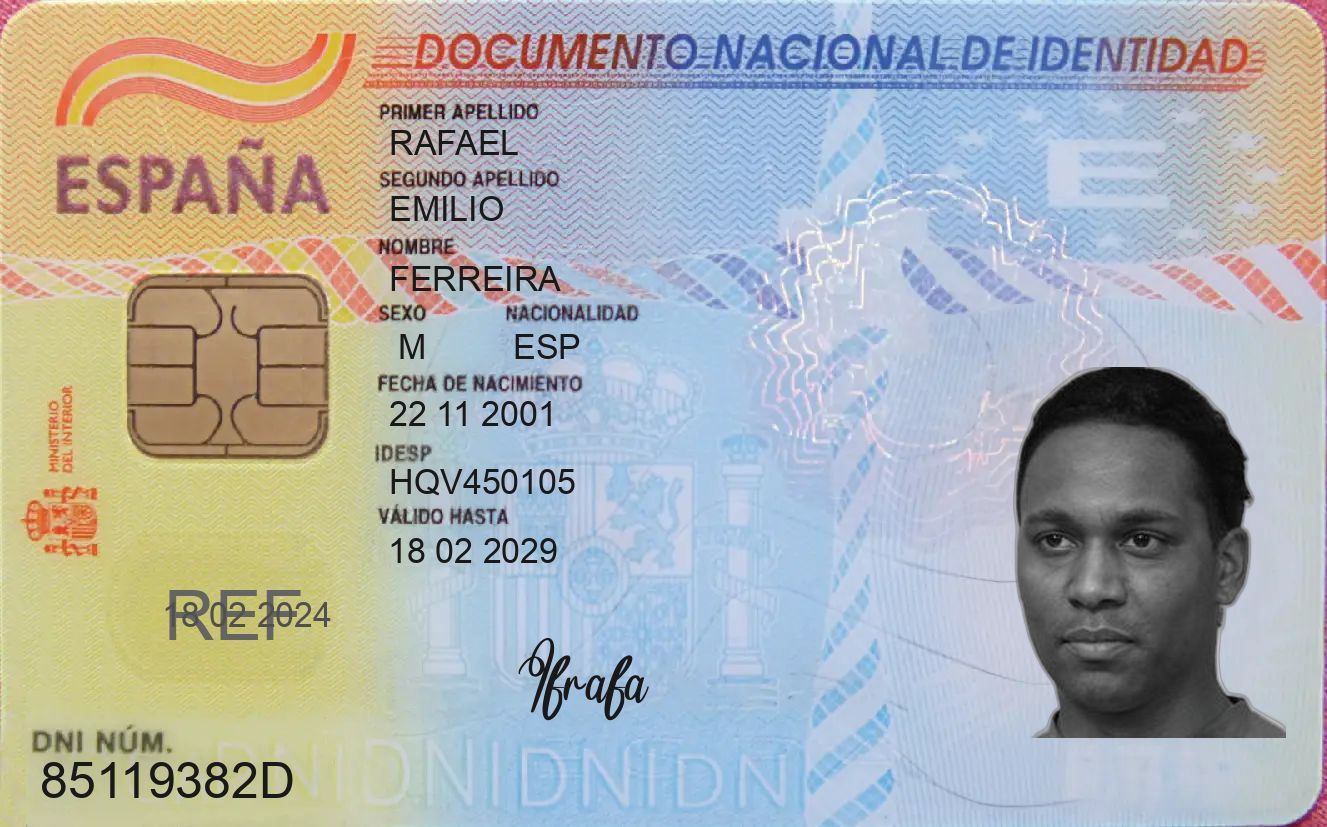 DOCUMENTO NACIONAL DE IDENTIDAD
ESPAÑA
PRIMER APELLIDO
RAFAEL
SEGUNDO APELLIDO
EMILIO
NOMBRE
FERREIRA
SEXO NACIONALIDAD
M ESP
FECHA DE NACIMIENTO
22 11 2001
IDESP
HQV450105
VÁLIDO HASTA
18 02 2029
MINISTERIO
DEL INTERIOR
E
REF
18 02 2024
Ifrafa
DNI NÚM.
85119382D
DNIDNIDNIDNI